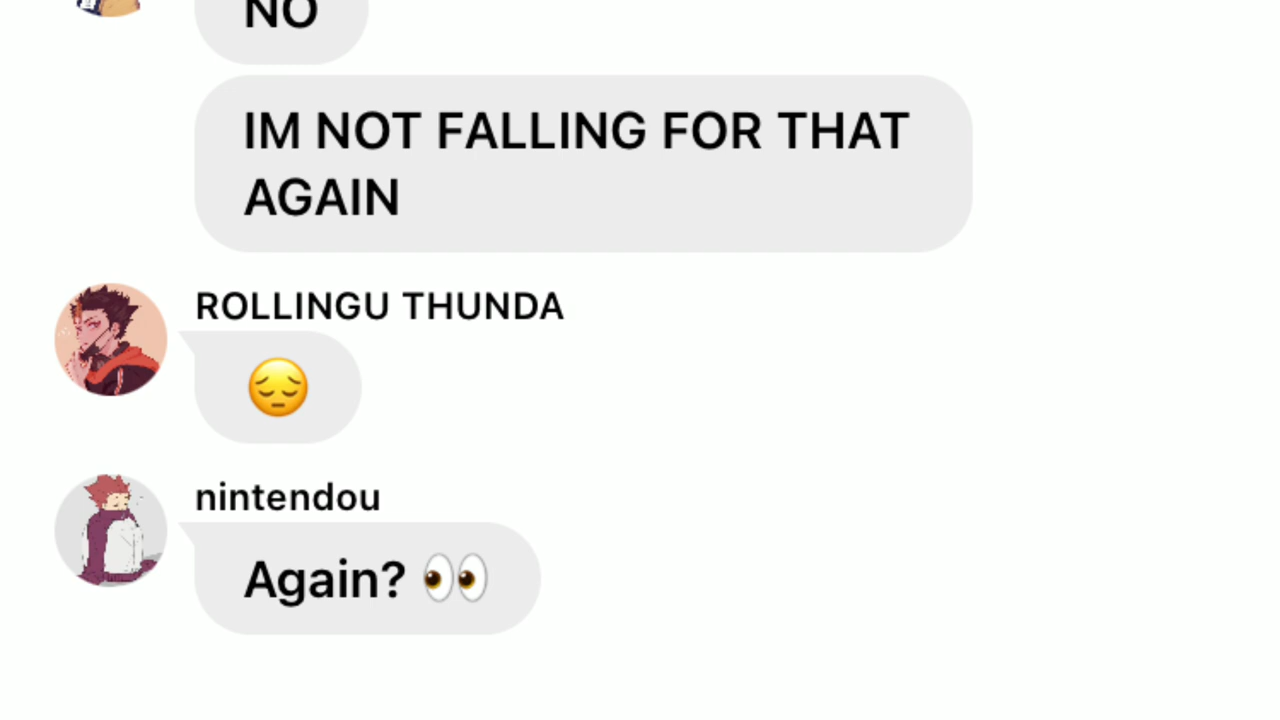 NO
IM NOT FALLING FOR THAT
AGAIN
ROLLINGU THUNDA
😔
nintendou
Again? 👀